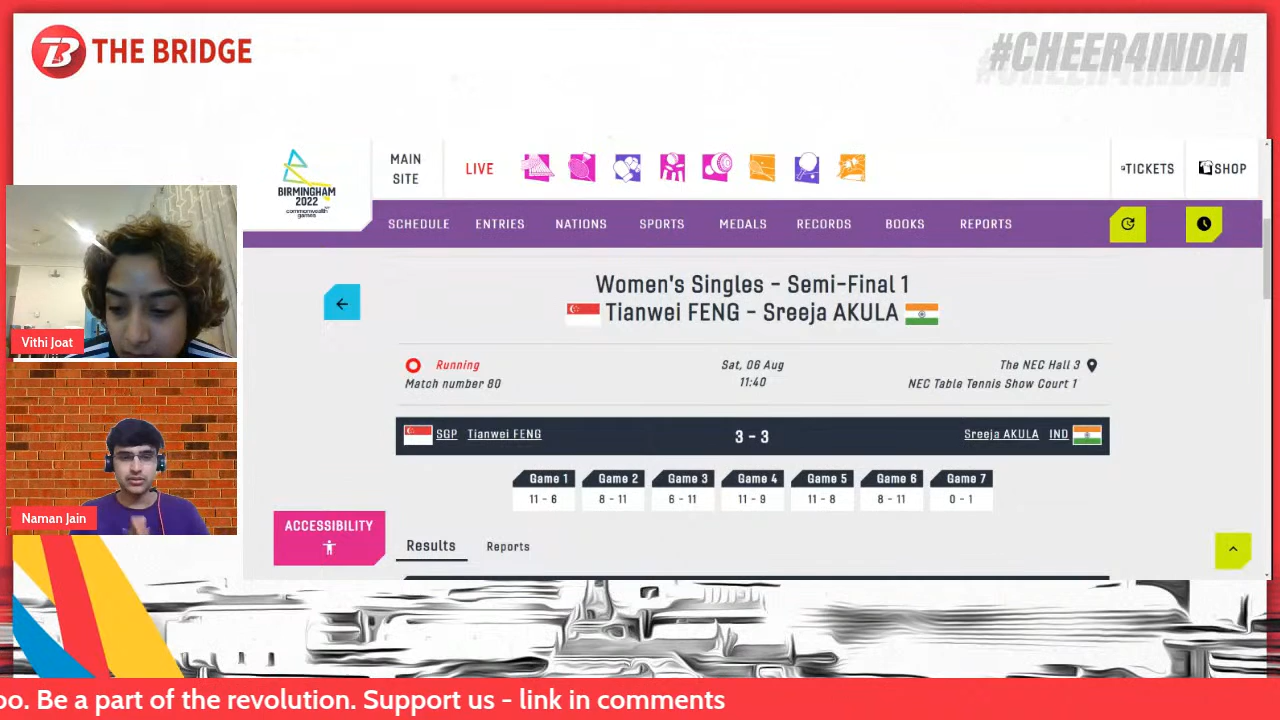 THE BRIDGE
#CHEER4INDIA
BIRMINGHAM
2022
commonwealth
games
MAIN
SITE
LIVE
TICKETS
SHOP
SCHEDULE
ENTRIES
NATIONS
SPORTS
MEDALS
RECORDS
BOOKS
REPORTS
Women's Singles - Semi-Final 1
Tianwei FENG - Sreeja AKULA
Running
Sat, 06 Aug
The NEC Hall 3
Match number 80
11:40
NEC Table Tennis Show Court 1
SGP Tianwei FENG 3 - 3 Sreeja AKULA IND
Game 1 Game 2 Game 3 Game 4 Game 5 Game 6 Game 7
11 - 6 8 - 11 6 - 11 11 - 9 11 - 8 8 - 11 0 - 1
Vithi Joat
Naman Jain
ACCESSIBILITY
Results
Reports
oo. Be a part of the revolution. Support us - link in comments